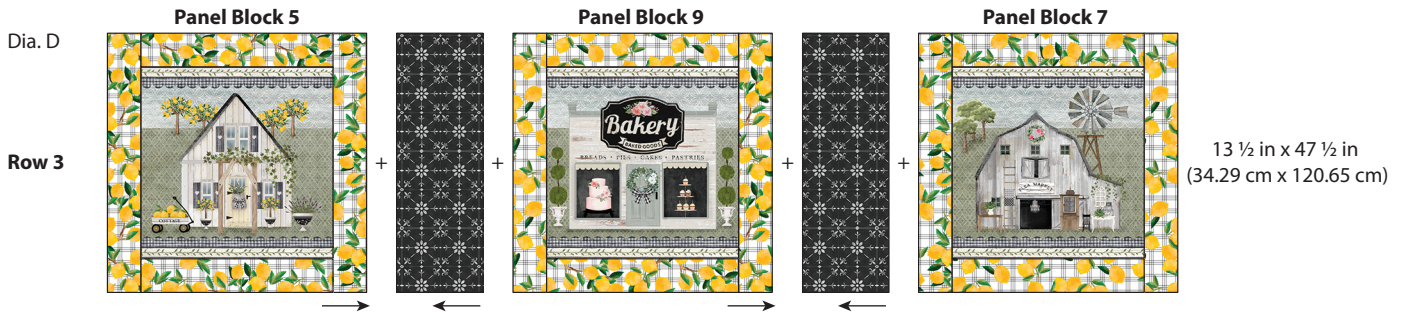 Panel Block 5
Panel Block 9
Panel Block 7
Dia. D
Bakery
BAKED GOODS
BREADS • PIES • CAKES • PASTRIES
Row 3
+
+
+
+
13 ½ in x 47 ½ in
(34.29 cm x 120.65 cm)
FLEA MARKET
COTTAGE